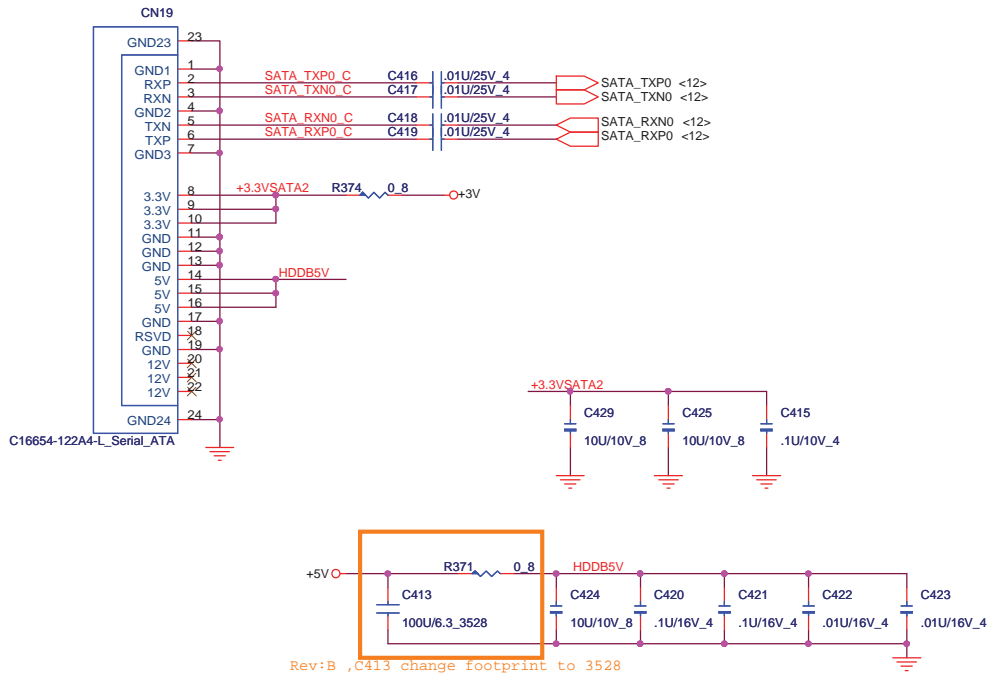 CN19
GND23 23
GND1 1
RXP 2 SATA_TXP0_C C416 .01U/25V_4 SATA_TXP0 <12>
RXN 3 SATA_TXN0_C C417 .01U/25V_4 SATA_TXN0 <12>
GND2 4
TXN 5 SATA_RXN0_C C418 .01U/25V_4 SATA_RXN0 <12>
TXP 6 SATA_RXP0_C C419 .01U/25V_4 SATA_RXP0 <12>
GND3 7
3.3V 8 +3.3VSATA2 R374 0_8 +3V
3.3V 9
3.3V 10
GND 11
GND 12
GND 13
5V 14 HDDB5V
5V 15
5V 16
GND 17
RSVD 18
GND 19
12V 20
12V 21
12V 22
GND24 24
C16654-122A4-L_Serial_ATA
+3.3VSATA2
C429 C425 C415
10U/10V_8 10U/10V_8 .1U/10V_4
+5V R371 0_8 HDDB5V
C413 C424 C420 C421 C422 C423
100U/6.3_3528 10U/10V_8 .1U/16V_4 .1U/16V_4 .01U/16V_4 .01U/16V_4
Rev:B ,C413 change footprint to 3528